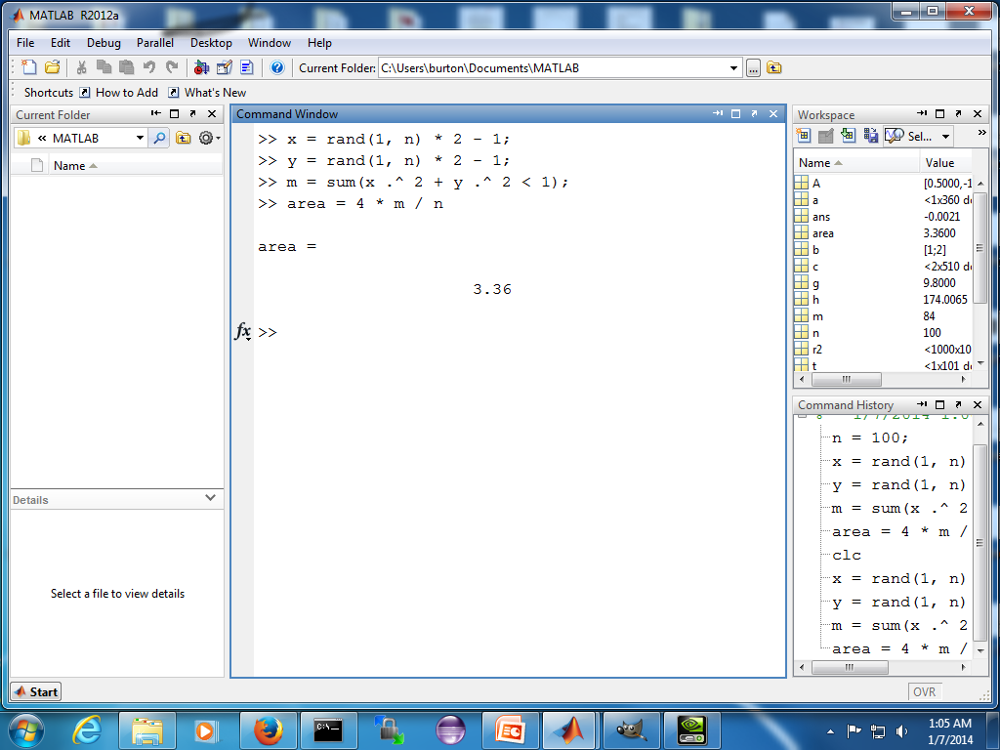 MATLAB R2012a
File Edit Debug Parallel Desktop Window Help
Current Folder: C:\Users\burton\Documents\MATLAB
Shortcuts How to Add What's New
Current Folder
« MATLAB
Name
Details
Select a file to view details
Command Window
>> x = rand(1, n) * 2 - 1;
>> y = rand(1, n) * 2 - 1;
>> m = sum(x .^ 2 + y .^ 2 < 1);
>> area = 4 * m / n
area =
3.36
fx >>
Workspace
Sel... »
Name Value
A [0.5000,-1
a <1x360 d
ans -0.0021
area 3.3600
b [1;2]
c <2x510 d
g 9.8000
h 174.0065
m 84
n 100
r2 <1000x10
t <1x101 d
Command History
n = 100;
x = rand(1, n)
y = rand(1, n)
m = sum(x .^ 2
area = 4 * m /
clc
x = rand(1, n)
y = rand(1, n)
m = sum(x .^ 2
area = 4 * m /
Start
OVR
C:\_
1:05 AM
1/7/2014